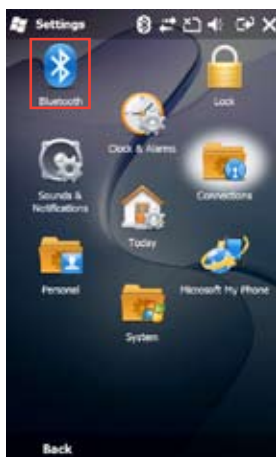 Settings
Bluetooth
Lock
Clock & Alarms
Sounds &
Notifications
Connections
Today
Personal
Microsoft My Phone
System
Back